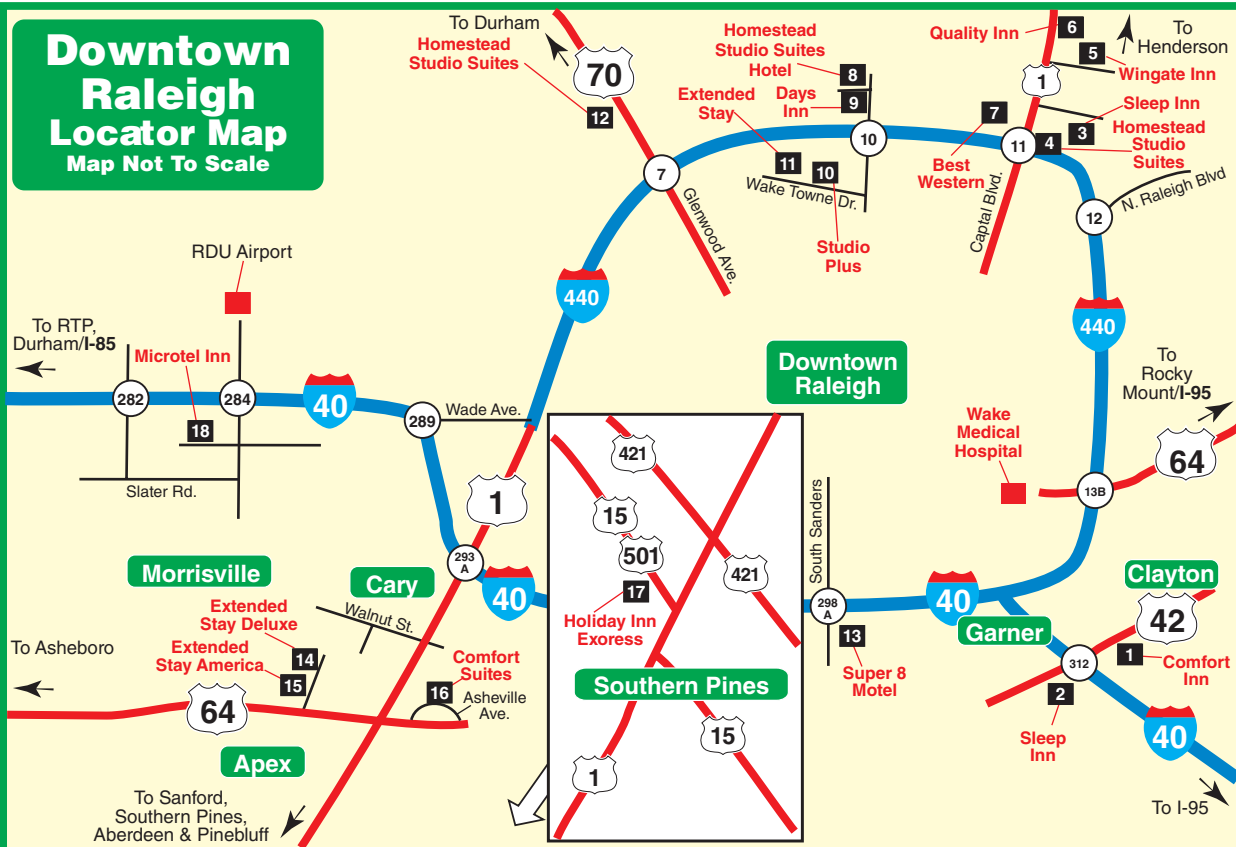 Downtown
Raleigh
Locator Map
Map Not To Scale
To Durham
Homestead
Studio Suites
12
70
7
Glenwood Ave.
Homestead
Studio Suites
Hotel
8
Days
Inn
9
Extended
Stay
10
11
10
Wake Towne Dr.
Studio
Plus
Quality Inn
6
To
Henderson
5
Wingate Inn
1
Sleep Inn
3
7
4
Homestead
Studio
Suites
11
Best
Western
Captal Blvd.
12
N. Raleigh Blvd
RDU Airport
440
440
To RTP,
Durham/I-85
Microtel Inn
282
284
40
289
Wade Ave.
18
Slater Rd.
Downtown
Raleigh
To
Rocky
Mount/I-95
Wake
Medical
Hospital
64
13B
1
293
A
40
421
15
501
421
17
Holiday Inn
Exoress
Southern Pines
15
1
South Sanders
298
A
13
Super 8
Motel
40
Clayton
42
Garner
312
1
Comfort
Inn
2
Sleep
Inn
40
To I-95
Morrisville
Cary
Walnut St.
Extended
Stay Deluxe
14
Extended
Stay America
15
To Asheboro
Comfort
Suites
16
Asheville
Ave.
64
Apex
To Sanford,
Southern Pines,
Aberdeen & Pinebluff